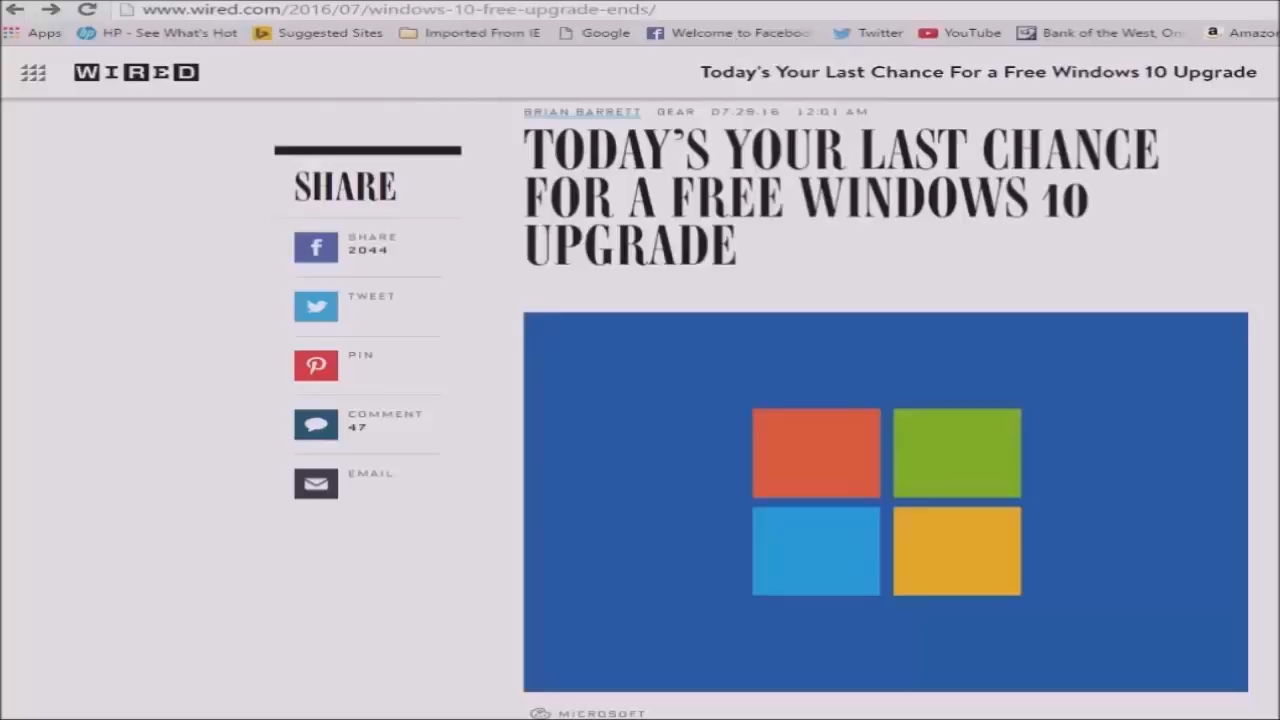 www.wired.com/2016/07/windows-10-free-upgrade-ends/
Apps HP - See What's Hot Suggested Sites Imported From IE Google Welcome to Faceboo Twitter YouTube Bank of the West, On Amazon
WIRED Today's Your Last Chance For a Free Windows 10 Upgrade
BRIAN BARRETT GEAR 07.29.16 12:01 AM
TODAY'S YOUR LAST CHANCE
FOR A FREE WINDOWS 10
UPGRADE
SHARE
SHARE
2044
TWEET
PIN
COMMENT
47
EMAIL
MICROSOFT